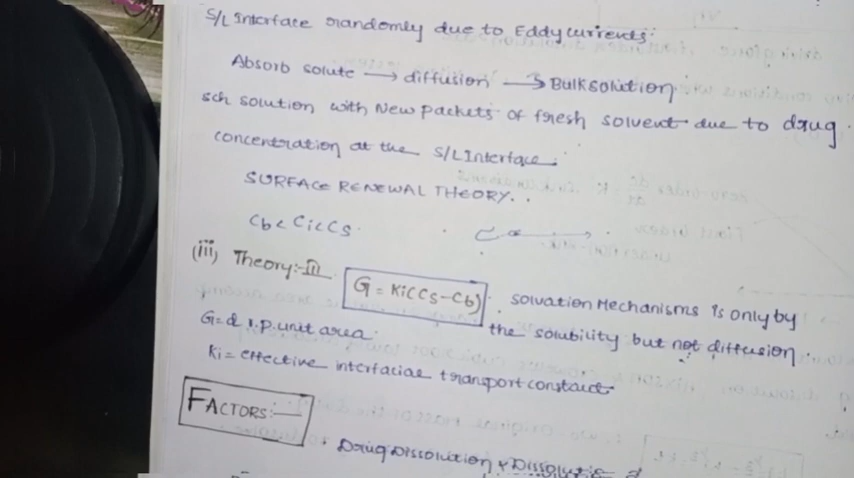 S/L Interface randomly due to Eddy currents.
Absorb solute → diffusion → Bulk solution
sch solution with New Packets of fresh solvent due to drug
concentration at the S/L Interface.
SURFACE RENEWAL THEORY..
Cb < Ci < Cs.
(iii) Theory:-III G = Ki(Cs-Cb). solvation Mechanisms is only by
the solubility but not diffusion.
G=d r.p.unit area.
Ki = effective interfacial transport constant.
FACTORS:-
Drug Dissolution &